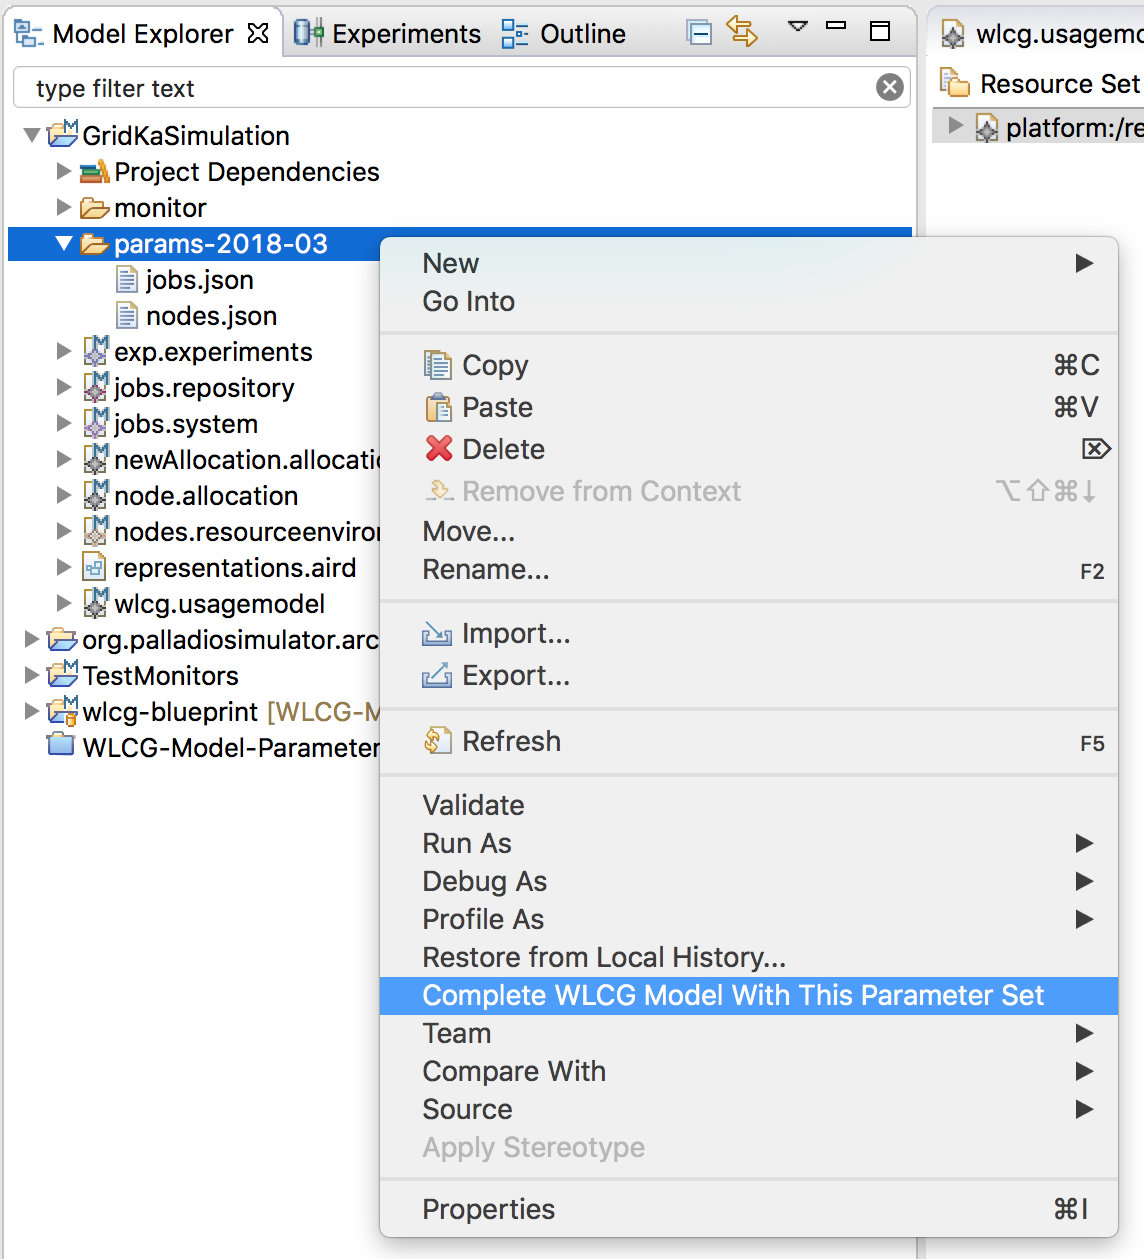 Model Explorer
Experiments
Outline
type filter text
GridKaSimulation
Project Dependencies
monitor
params-2018-03
jobs.json
nodes.json
exp.experiments
jobs.repository
jobs.system
newAllocation.allocatio
node.allocation
nodes.resourceenviron
representations.aird
wlcg.usagemodel
org.palladiosimulator.arc
TestMonitors
wlcg-blueprint [WLCG-M
WLCG-Model-Parameter
New
Go Into
Copy ⌘C
Paste ⌘V
Delete ⌦
Remove from Context ⌥⇧⌘↓
Move...
Rename... F2
Import...
Export...
Refresh F5
Validate
Run As
Debug As
Profile As
Restore from Local History...
Complete WLCG Model With This Parameter Set
Team
Compare With
Source
Apply Stereotype
Properties ⌘I
wlcg.usagemo
Resource Set
platform:/re